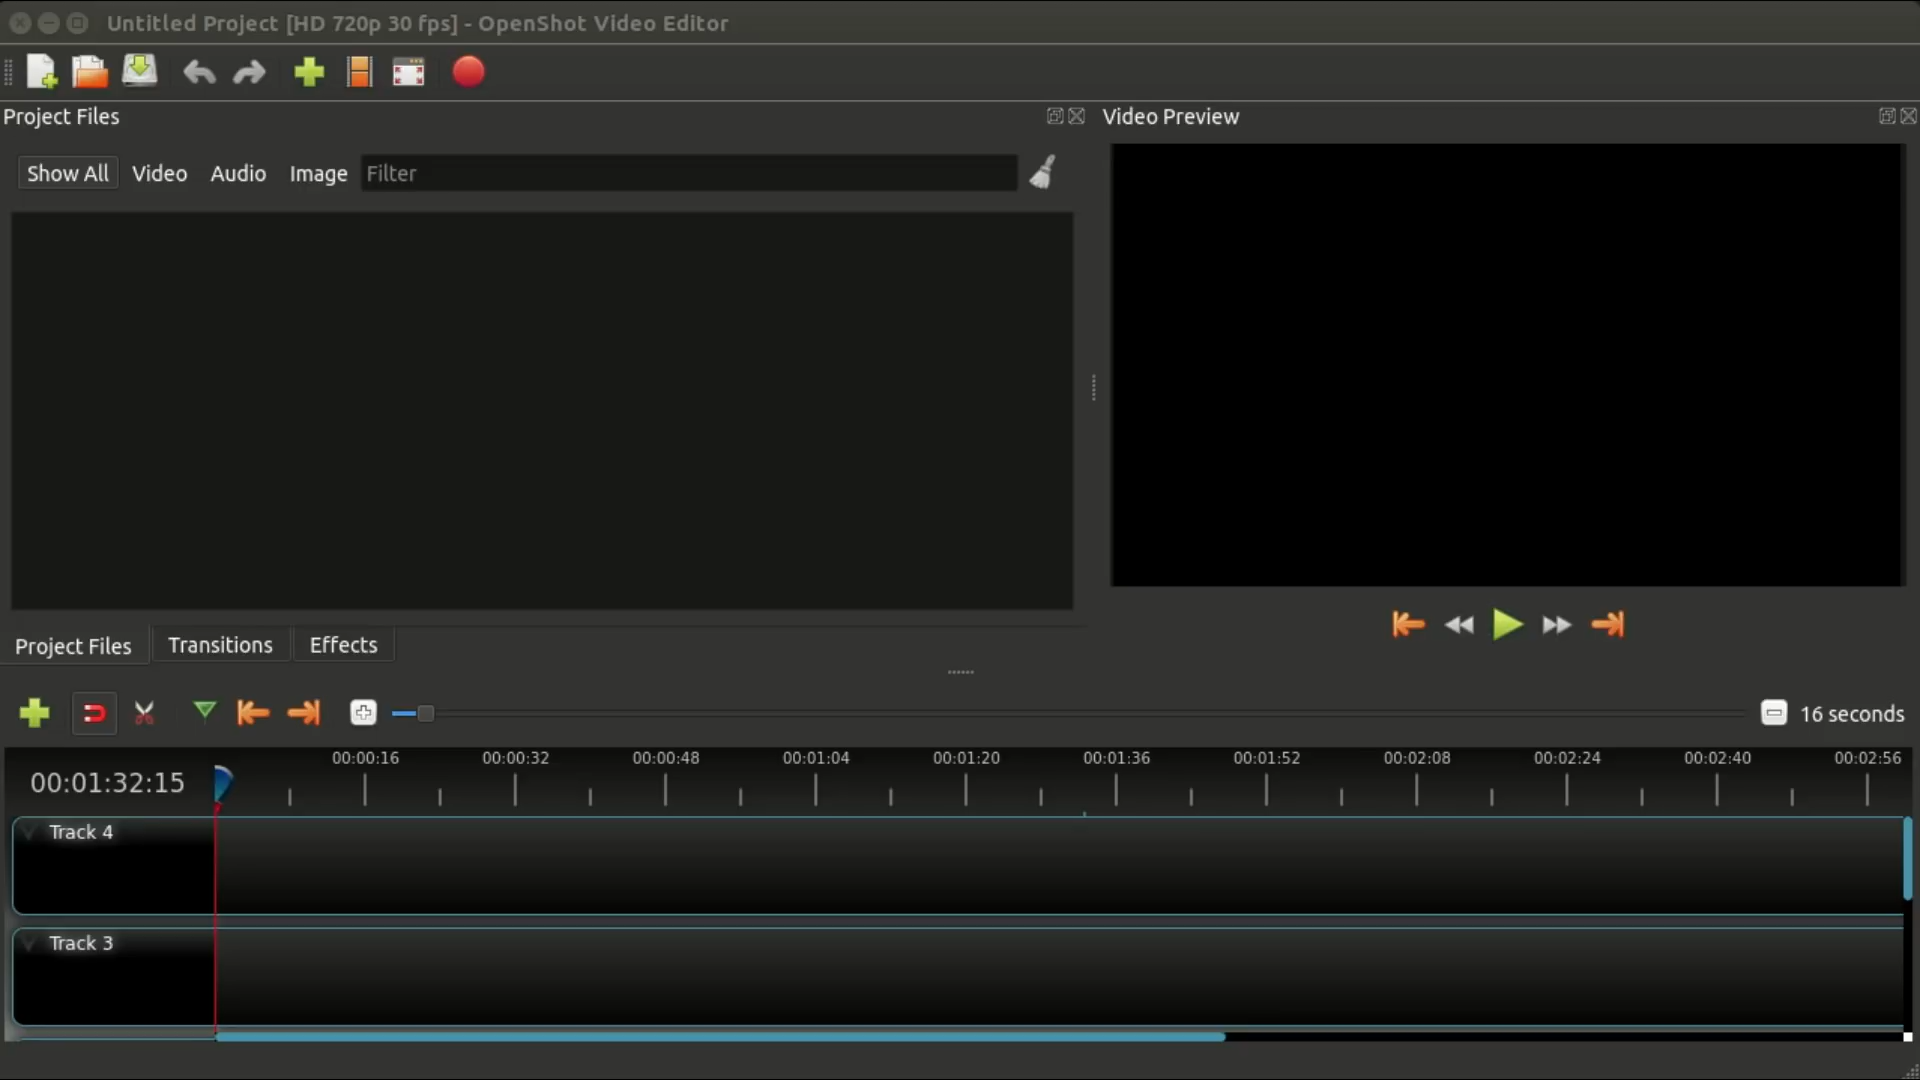 Untitled Project [HD 720p 30 fps] - OpenShot Video Editor
Project Files
Video Preview
Show All Video Audio Image Filter
Project Files Transitions Effects
16 seconds
00:01:32:15
00:00:16 00:00:32 00:00:48 00:01:04 00:01:20 00:01:36 00:01:52 00:02:08 00:02:24 00:02:40 00:02:56
Track 4
Track 3